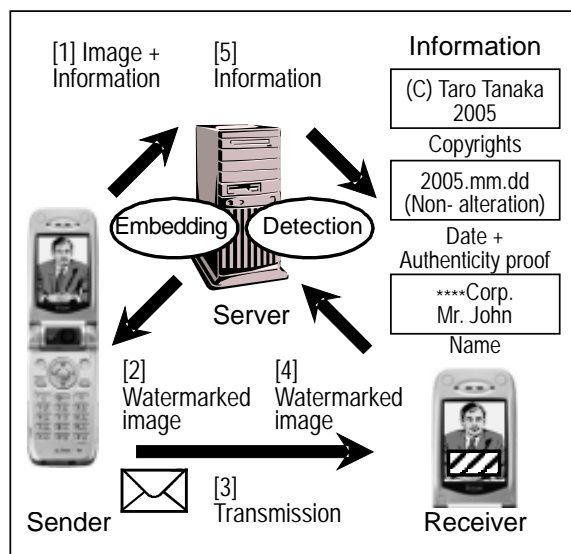 [1] Image +
Information
[5]
Information
Information
(C) Taro Tanaka
2005
Copyrights
2005.mm.dd
(Non- alteration)
Date +
Authenticity proof
****Corp.
Mr. John
Name
Embedding
Detection
Server
[2]
Watermarked
image
[4]
Watermarked
image
[3]
Transmission
Sender
Receiver